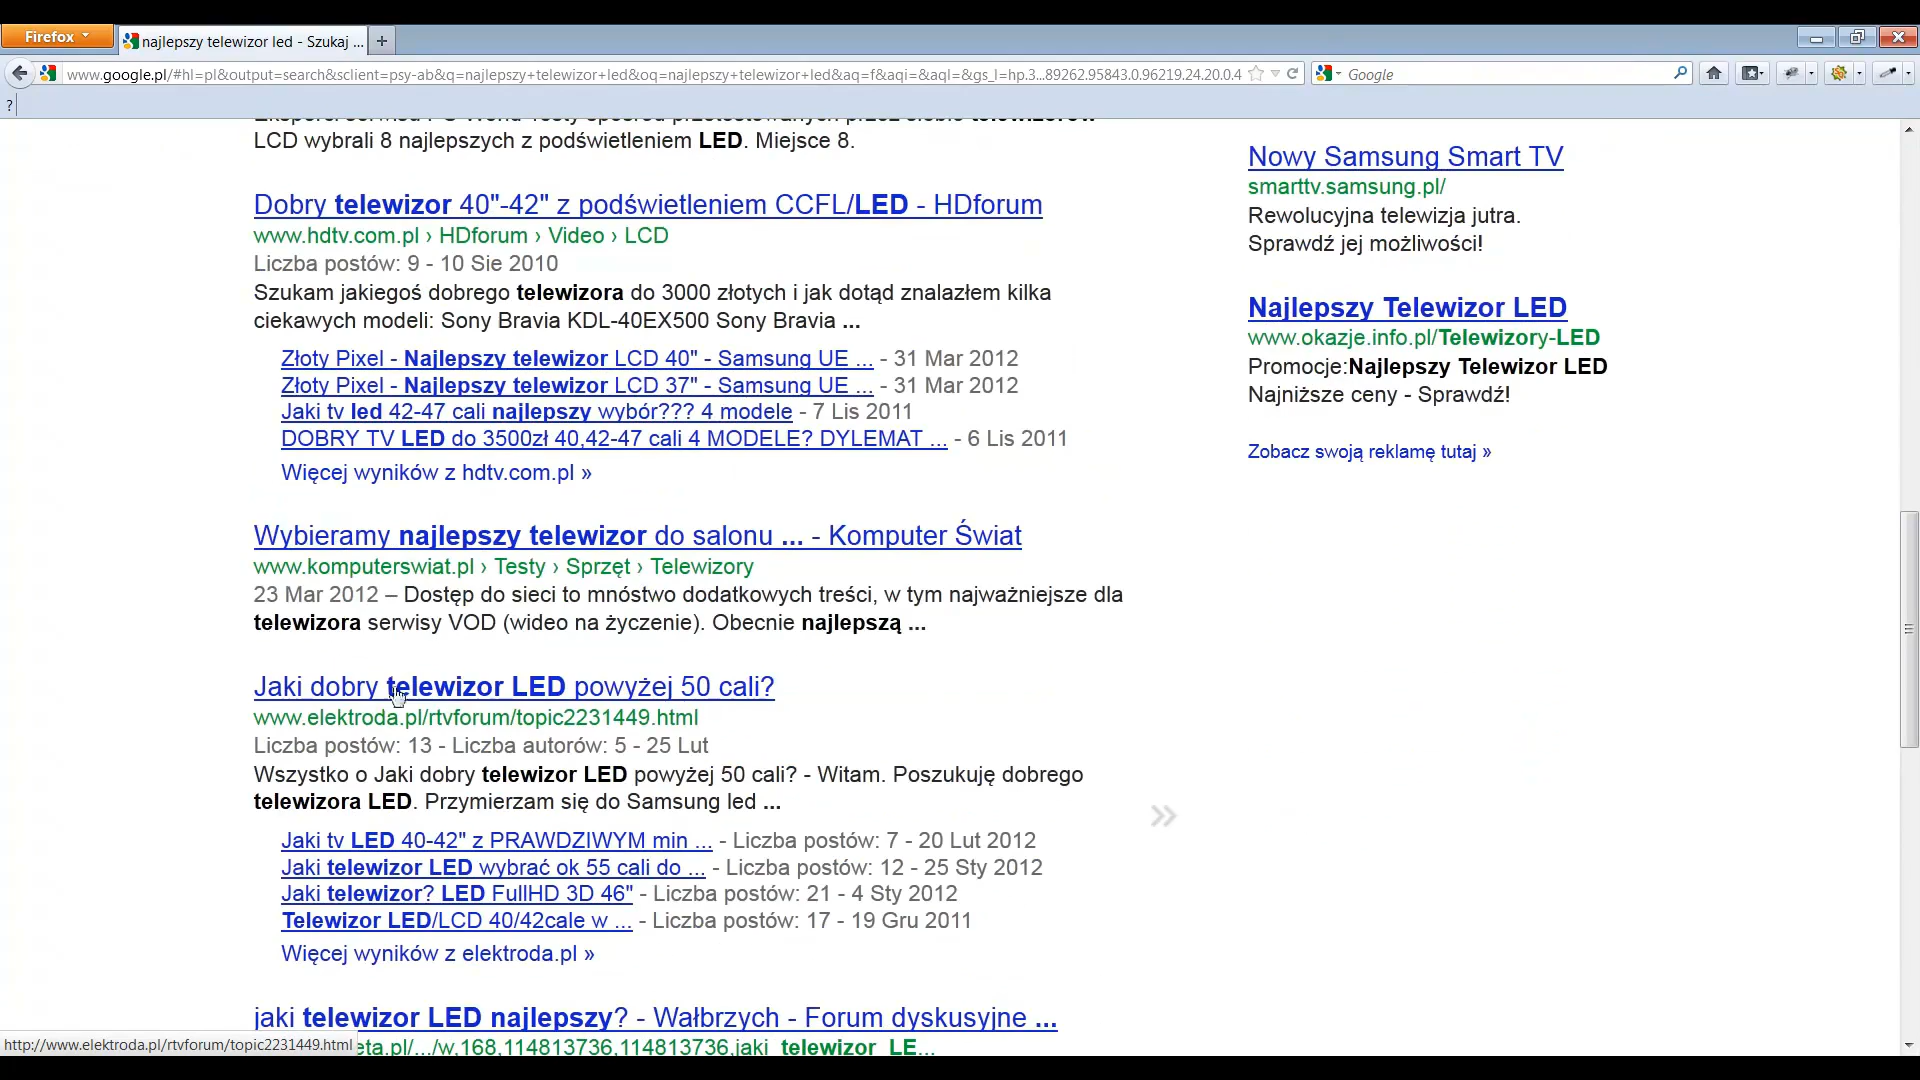 Firefox
najlepszy telewizor led - Szukaj ...
www.google.pl/#hl=pl&output=search&sclient=psy-ab&q=najlepszy+telewizor+led&oq=najlepszy+telewizor+led&aq=f&aqi=&aql=&gs_l=hp.3...89262.95843.0.96219.24.20.0.4
Google
?
LCD wybrali 8 najlepszych z podświetleniem LED. Miejsce 8.
Dobry telewizor 40"-42" z podświetleniem CCFL/LED - HDforum
www.hdtv.com.pl › HDforum › Video › LCD
Liczba postów: 9 - 10 Sie 2010
Szukam jakiegoś dobrego telewizora do 3000 złotych i jak dotąd znalazłem kilka
ciekawych modeli: Sony Bravia KDL-40EX500 Sony Bravia ...
Złoty Pixel - Najlepszy telewizor LCD 40" - Samsung UE ... - 31 Mar 2012
Złoty Pixel - Najlepszy telewizor LCD 37" - Samsung UE ... - 31 Mar 2012
Jaki tv led 42-47 cali najlepszy wybór??? 4 modele - 7 Lis 2011
DOBRY TV LED do 3500zł 40,42-47 cali 4 MODELE? DYLEMAT ... - 6 Lis 2011
Więcej wyników z hdtv.com.pl »
Wybieramy najlepszy telewizor do salonu ... - Komputer Świat
www.komputerswiat.pl › Testy › Sprzęt › Telewizory
23 Mar 2012 – Dostęp do sieci to mnóstwo dodatkowych treści, w tym najważniejsze dla
telewizora serwisy VOD (wideo na życzenie). Obecnie najlepszą ...
Jaki dobry telewizor LED powyżej 50 cali?
www.elektroda.pl/rtvforum/topic2231449.html
Liczba postów: 13 - Liczba autorów: 5 - 25 Lut
Wszystko o Jaki dobry telewizor LED powyżej 50 cali? - Witam. Poszukuję dobrego
telewizora LED. Przymierzam się do Samsung led ...
Jaki tv LED 40-42" z PRAWDZIWYM min ... - Liczba postów: 7 - 20 Lut 2012
Jaki telewizor LED wybrać ok 55 cali do ... - Liczba postów: 12 - 25 Sty 2012
Jaki telewizor? LED FullHD 3D 46" - Liczba postów: 21 - 4 Sty 2012
Telewizor LED/LCD 40/42cale w ... - Liczba postów: 17 - 19 Gru 2011
Więcej wyników z elektroda.pl »
jaki telewizor LED najlepszy? - Wałbrzych - Forum dyskusyjne ...
eta.pl/.../w,168,114813736,114813736,jaki_telewizor_LE...
http://www.elektroda.pl/rtvforum/topic2231449.html
Nowy Samsung Smart TV
smarttv.samsung.pl/
Rewolucyjna telewizja jutra.
Sprawdź jej możliwości!
Najlepszy Telewizor LED
www.okazje.info.pl/Telewizory-LED
Promocje:Najlepszy Telewizor LED
Najniższe ceny - Sprawdź!
Zobacz swoją reklamę tutaj »